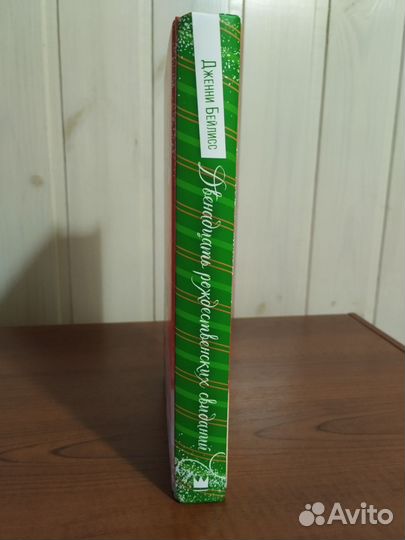 Дженни Бейлисс
Двенадцать рождественских свиданий
Avito